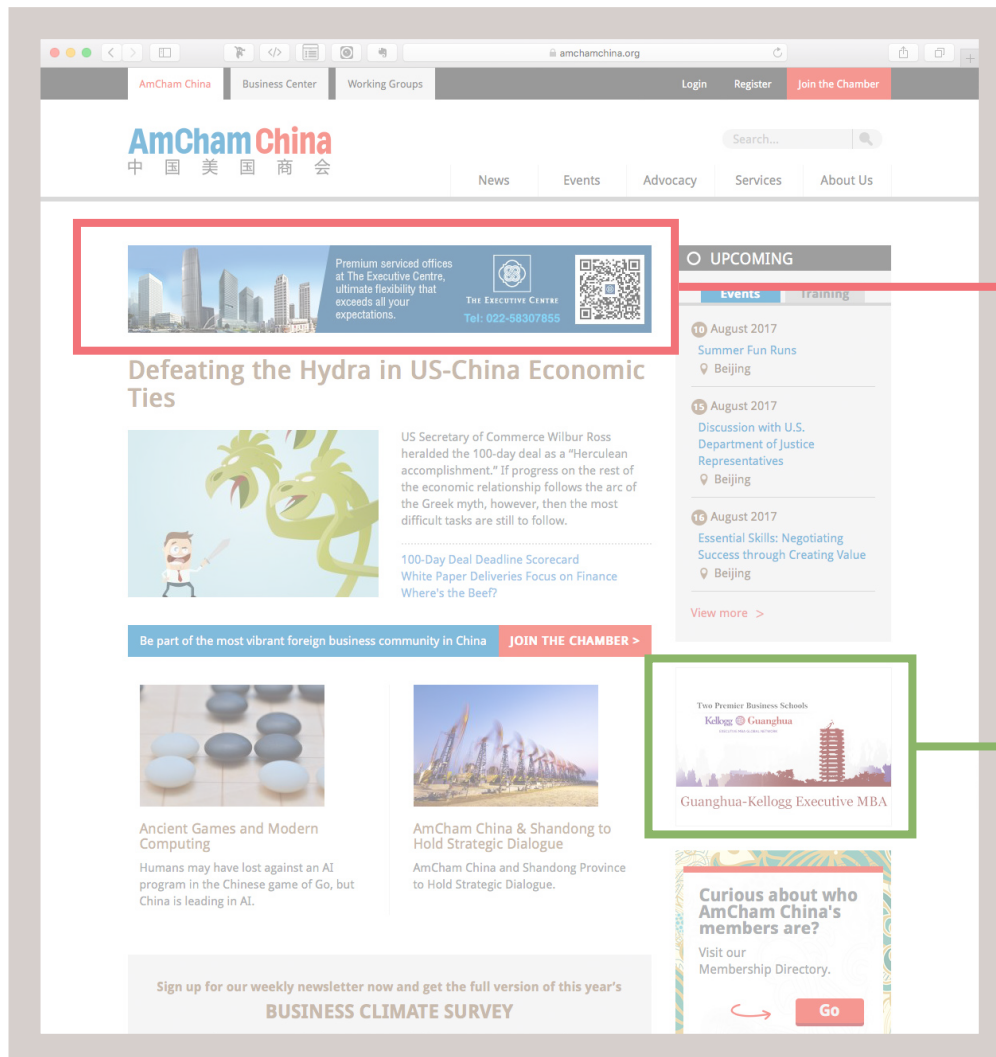 amchamchina.org
AmCham China
Business Center
Working Groups
Login
Register
Join the Chamber
AmCham China
中国美国商会
Search...
News
Events
Advocacy
Services
About Us
Premium serviced offices
at The Executive Centre,
ultimate flexibility that
exceeds all your
expectations.
THE EXECUTIVE CENTRE
Tel: 022-58307855
Defeating the Hydra in US-China Economic
Ties
US Secretary of Commerce Wilbur Ross
heralded the 100-day deal as a “Herculean
accomplishment.” If progress on the rest of
the economic relationship follows the arc of
the Greek myth, however, then the most
difficult tasks are still to follow.
100-Day Deal Deadline Scorecard
White Paper Deliveries Focus on Finance
Where's the Beef?
UPCOMING
Events
Training
10 August 2017
Summer Fun Runs
Beijing
15 August 2017
Discussion with U.S.
Department of Justice
Representatives
Beijing
16 August 2017
Essential Skills: Negotiating
Success through Creating Value
Beijing
View more >
Be part of the most vibrant foreign business community in China
JOIN THE CHAMBER >
Ancient Games and Modern
Computing
Humans may have lost against an AI
program in the Chinese game of Go, but
China is leading in AI.
AmCham China & Shandong to
Hold Strategic Dialogue
AmCham China and Shandong Province
to Hold Strategic Dialogue.
Two Premier Business Schools
Kellogg Guanghua
Guanghua-Kellogg Executive MBA
Curious about who
AmCham China's
members are?
Visit our
Membership Directory.
Go
Sign up for our weekly newsletter now and get the full version of this year's
BUSINESS CLIMATE SURVEY